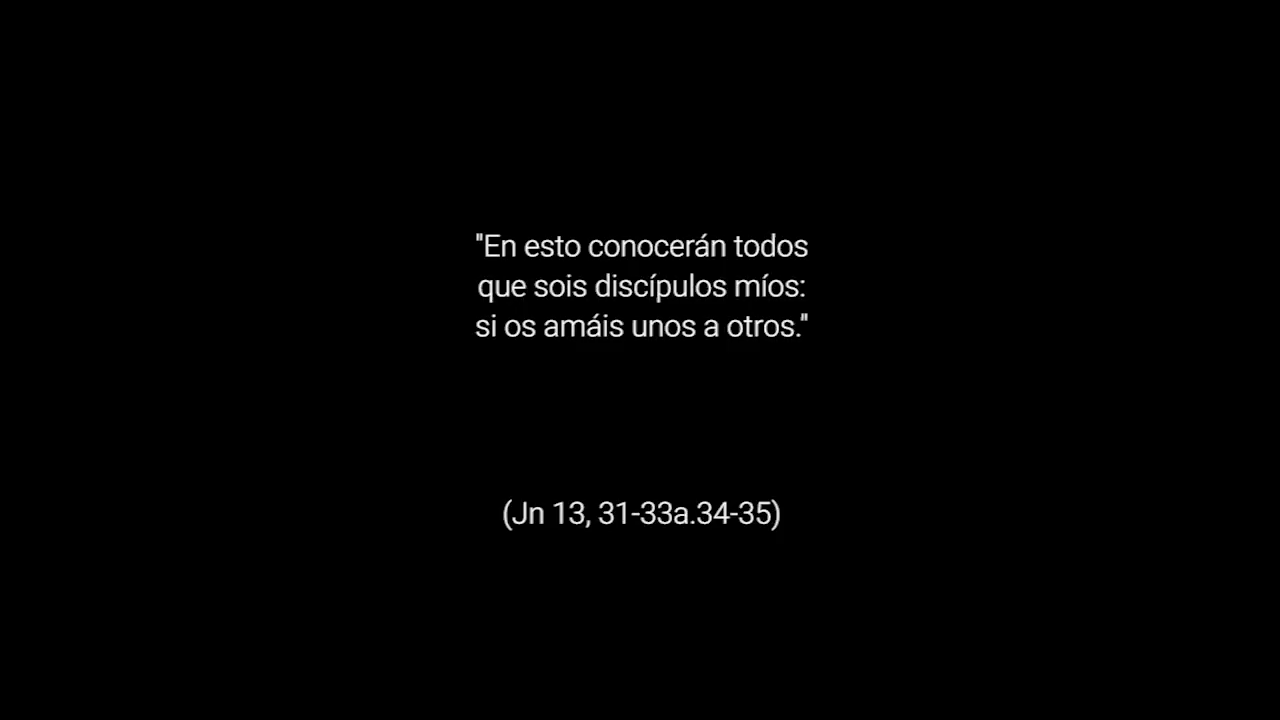 "En esto conocerán todos
que sois discípulos míos:
si os amáis unos a otros."
(Jn 13, 31-33a.34-35)